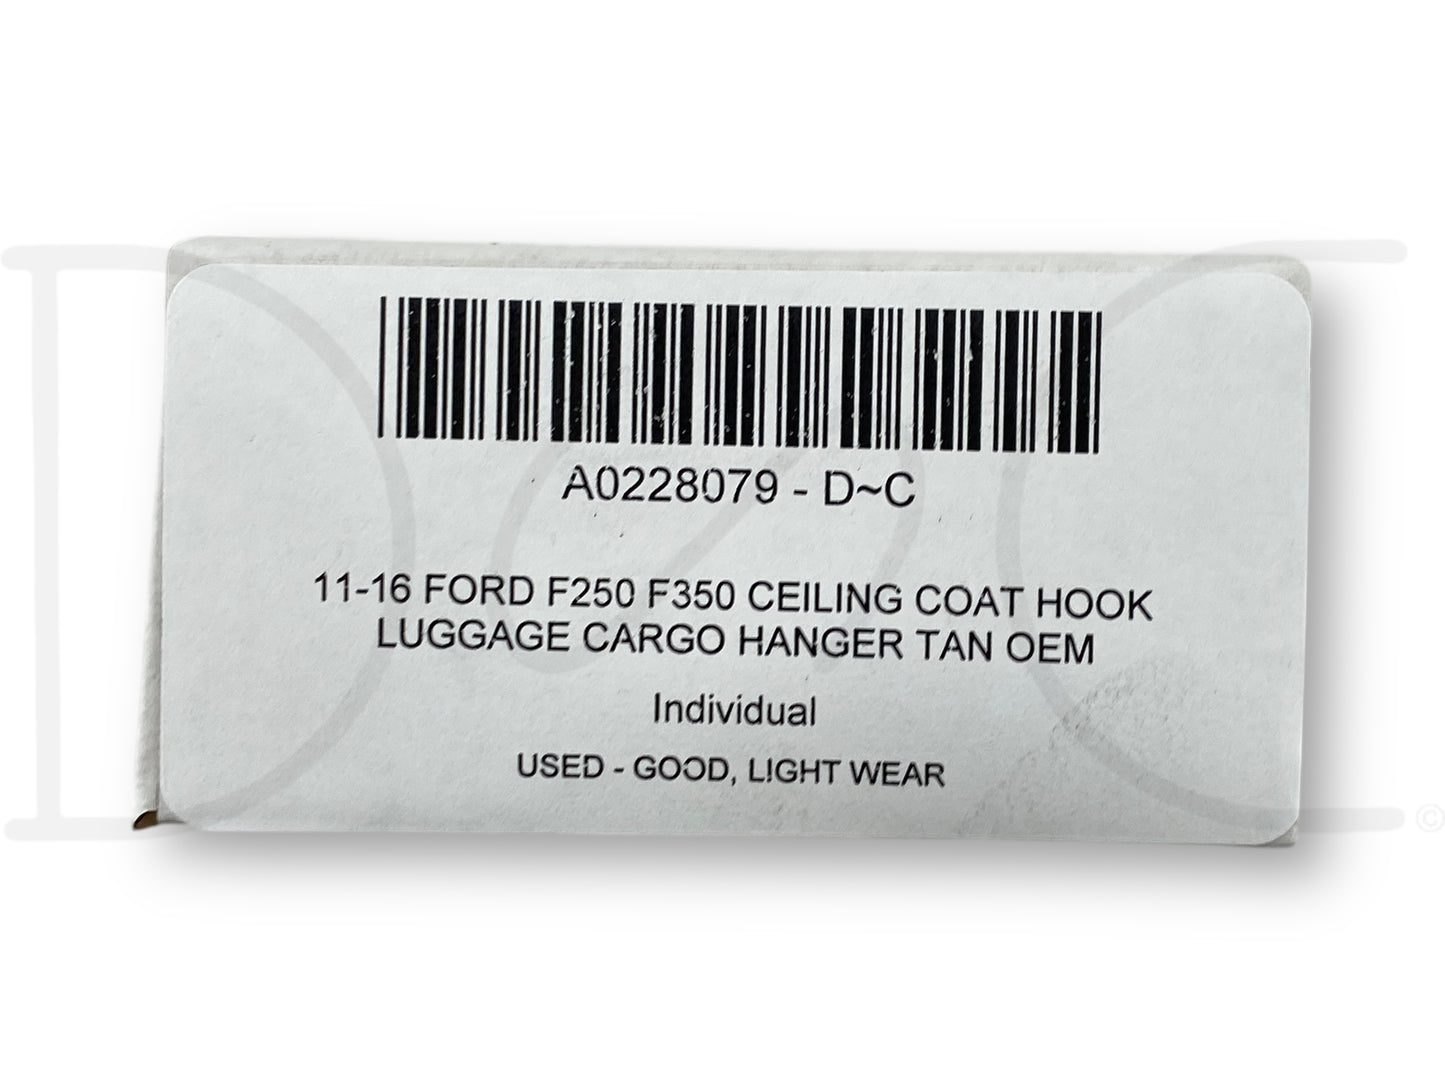 A0228079 - D~C
11-16 FORD F250 F350 CEILING COAT HOOK
LUGGAGE CARGO HANGER TAN OEM
Individual
USED - GOOD, LIGHT WEAR
D~C
©